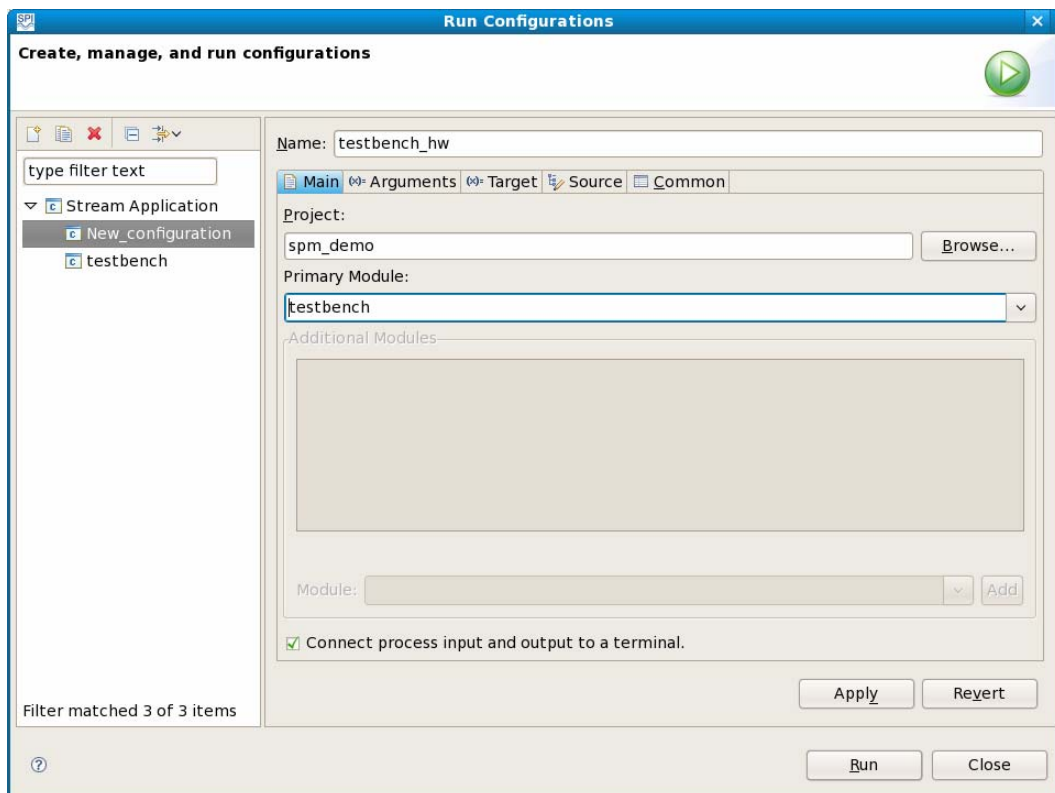 SPI
Run Configurations
Create, manage, and run configurations
type filter text
Stream Application
New_configuration
testbench
Filter matched 3 of 3 items
Name: testbench_hw
Main (x)= Arguments (x)= Target Source Common
Project:
spm_demo Browse...
Primary Module:
testbench
Additional Modules
Module: Add
Connect process input and output to a terminal.
Apply Revert
? Run Close